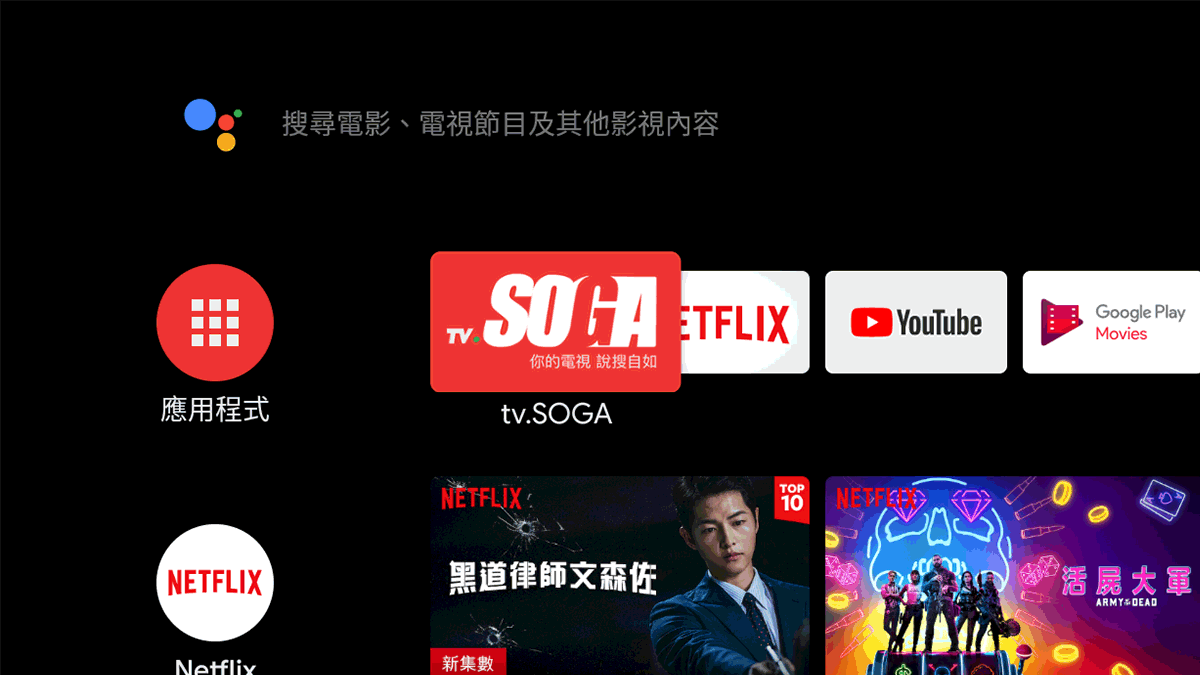 搜尋電影、電視節目及其他影視內容
TV.SOGA
你的電視 說搜自如
ETFLIX
YouTube
Google Play
Movies
應用程式
tv.SOGA
NETFLIX
TOP
10
黑道律師文森佐
新集數
NETFLIX
活屍大軍
ARMY OF THE DEAD
NETFLIX
Netflix